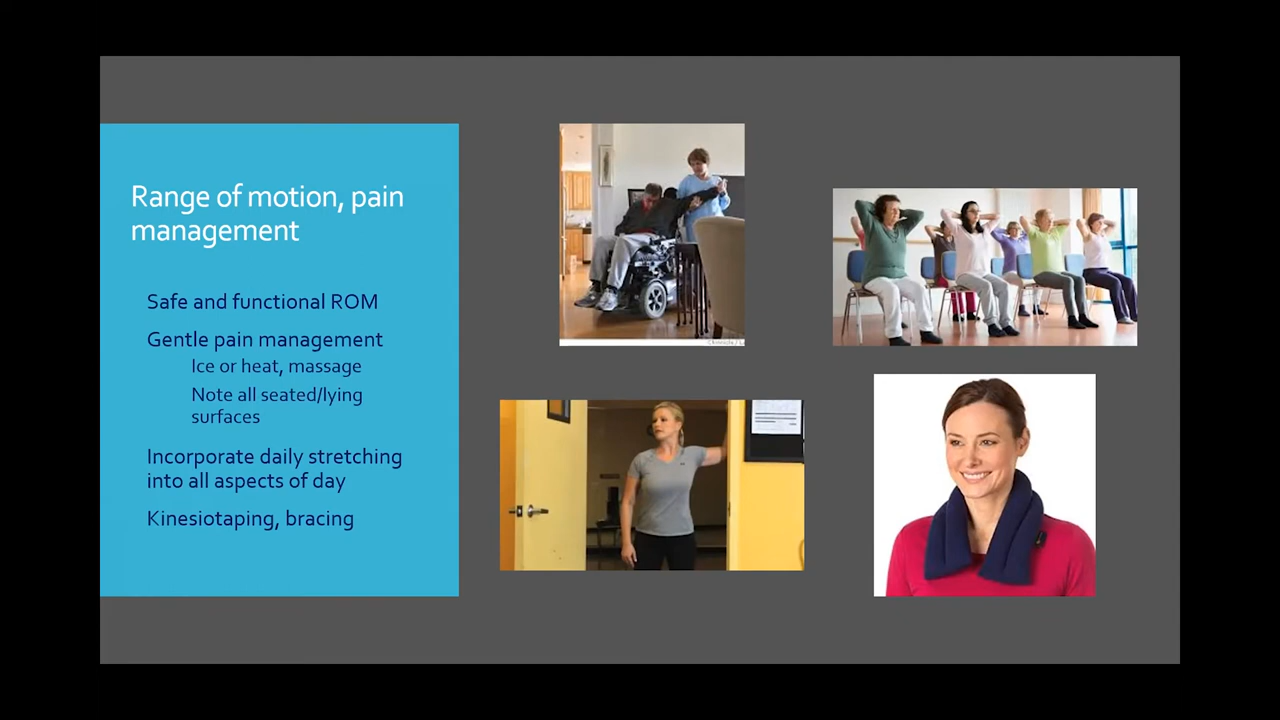 Range of motion, pain
management
Safe and functional ROM
Gentle pain management
Ice or heat, massage
Note all seated/lying
surfaces
Incorporate daily stretching
into all aspects of day
Kinesiotaping, bracing